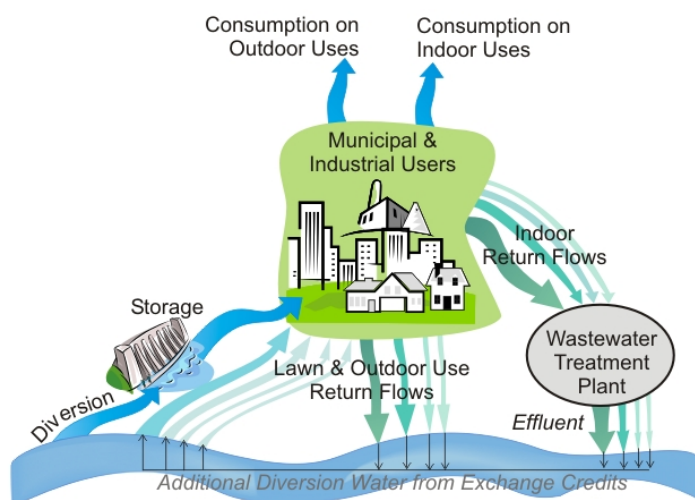 Consumption on
Outdoor Uses
Consumption on
Indoor Uses
Municipal &
Industrial Users
Indoor
Return Flows
Storage
Wastewater
Treatment
Plant
Lawn & Outdoor Use
Return Flows
Diversion
Effluent
Additional Diversion Water from Exchange Credits